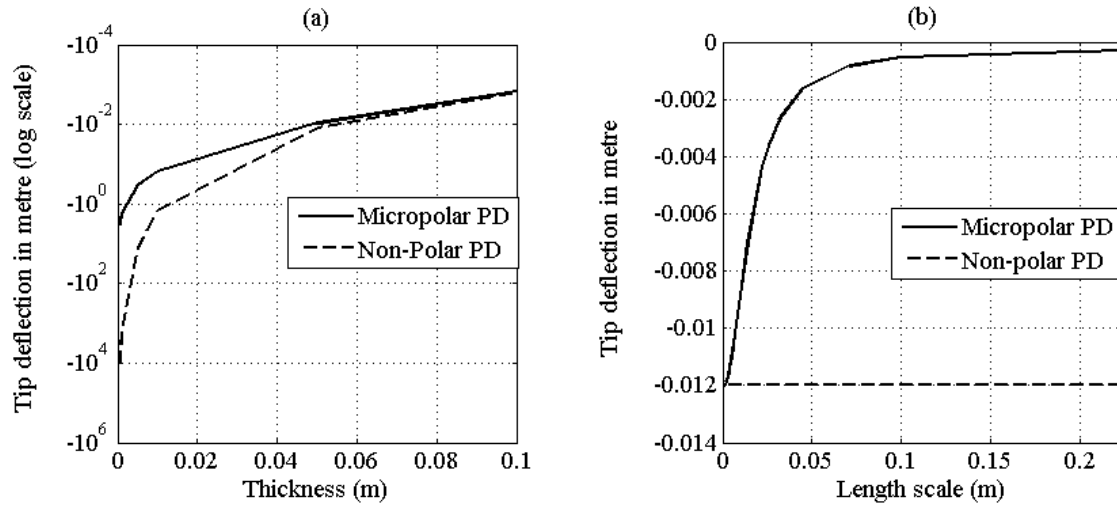 (a)
Tip deflection in metre (log scale)
-10^-4
-10^-2
-10^0
-10^2
-10^4
-10^6
Micropolar PD
Non-Polar PD
0
0.02
0.04
0.06
0.08
0.1
Thickness (m)
(b)
Tip deflection in metre
0
-0.002
-0.004
-0.006
-0.008
-0.01
-0.012
-0.014
Micropolar PD
Non-polar PD
0
0.05
0.1
0.15
0.2
Length scale (m)